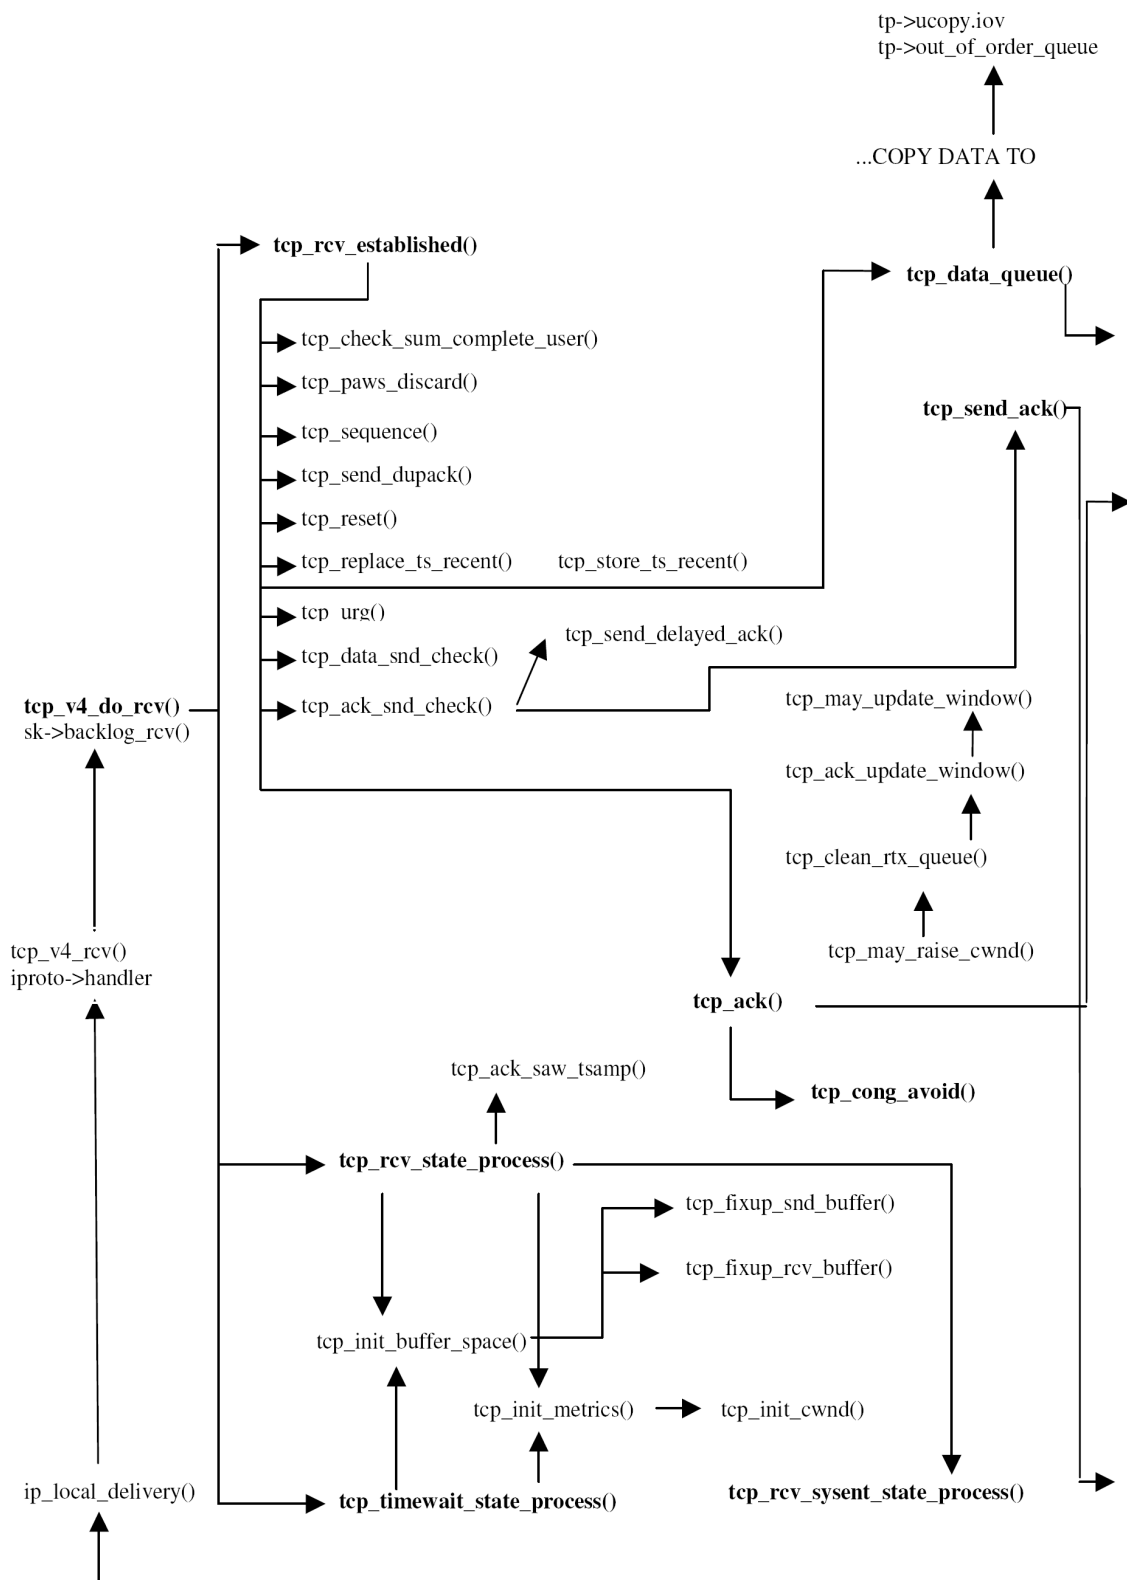 tp->ucopy.iov
tp->out_of_order_queue
...COPY DATA TO
tcp_rcv_established()
tcp_data_queue()
tcp_check_sum_complete_user()
tcp_paws_discard()
tcp_send_ack()
tcp_sequence()
tcp_send_dupack()
tcp_reset()
tcp_replace_ts_recent() tcp_store_ts_recent()
tcp_urg()
tcp_send_delayed_ack()
tcp_data_snd_check()
tcp_v4_do_rcv()
sk->backlog_rcv()
tcp_ack_snd_check()
tcp_may_update_window()
tcp_ack_update_window()
tcp_clean_rtx_queue()
tcp_v4_rcv()
iproto->handler
tcp_may_raise_cwnd()
tcp_ack()
tcp_ack_saw_tsamp()
tcp_cong_avoid()
tcp_rcv_state_process()
tcp_fixup_snd_buffer()
tcp_fixup_rcv_buffer()
tcp_init_buffer_space()
tcp_init_metrics()
tcp_init_cwnd()
ip_local_delivery()
tcp_timewait_state_process()
tcp_rcv_sysent_state_process()